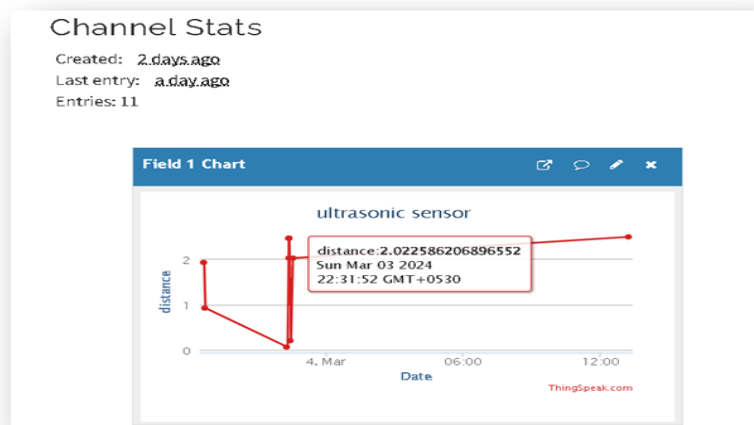 Channel Stats
Created: 2 days ago
Last entry: a day ago
Entries: 11
Field 1 Chart
ultrasonic sensor
distance:2.022586206896552
Sun Mar 03 2024
22:31:52 GMT+0530
distance
2
1
0
4. Mar
06:00
12:00
Date
ThingSpeak.com